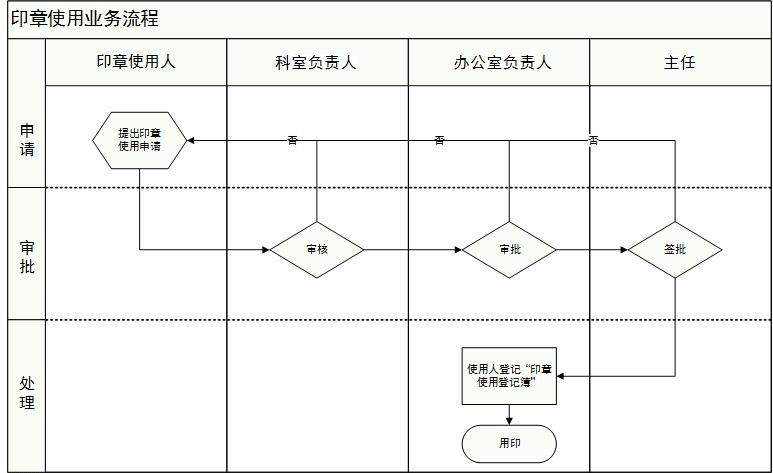 印章使用业务流程
印章使用人
科室负责人
办公室负责人
主任
申
请
提出印章
使用申请
否
否
否
审
批
审核
审批
签批
处
理
使用人登记“印章
使用登记簿"
用印